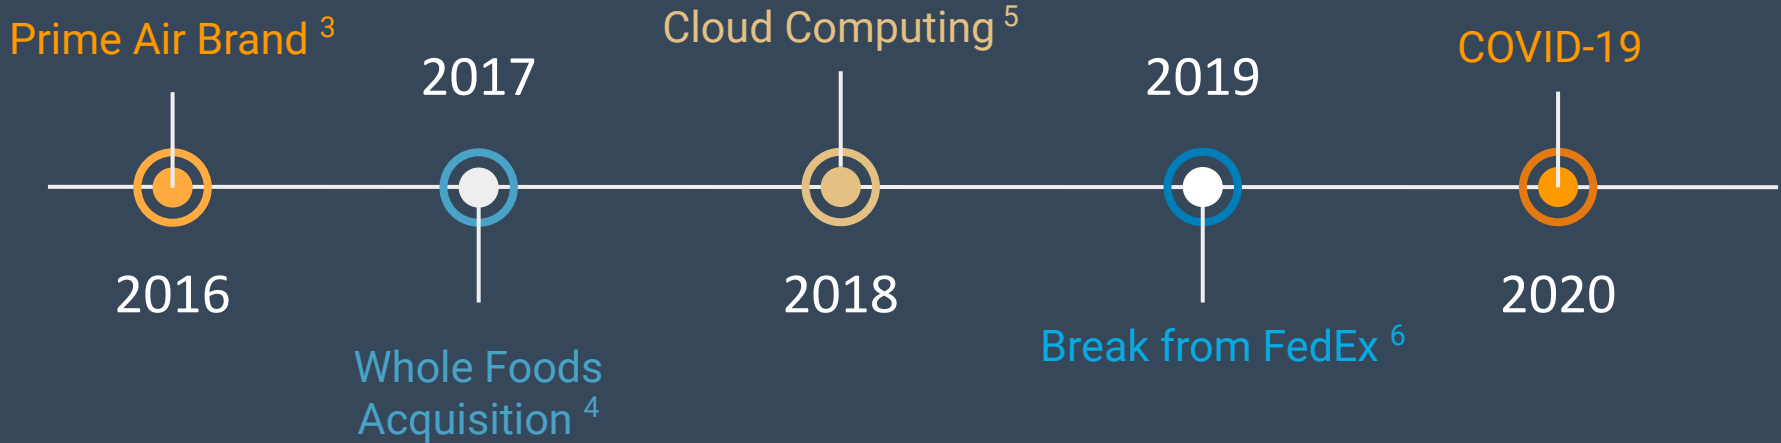 Prime Air Brand 3
2016
2017
Whole Foods
Acquisition 4
Cloud Computing 5
2018
2019
Break from FedEx 6
COVID-19
2020